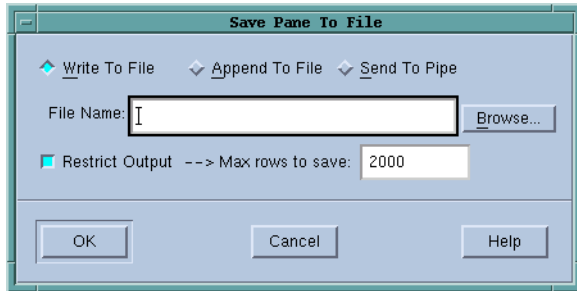 Save Pane To File
Write To File Append To File Send To Pipe
File Name: Browse...
Restrict Output --> Max rows to save: 2000
OK Cancel Help